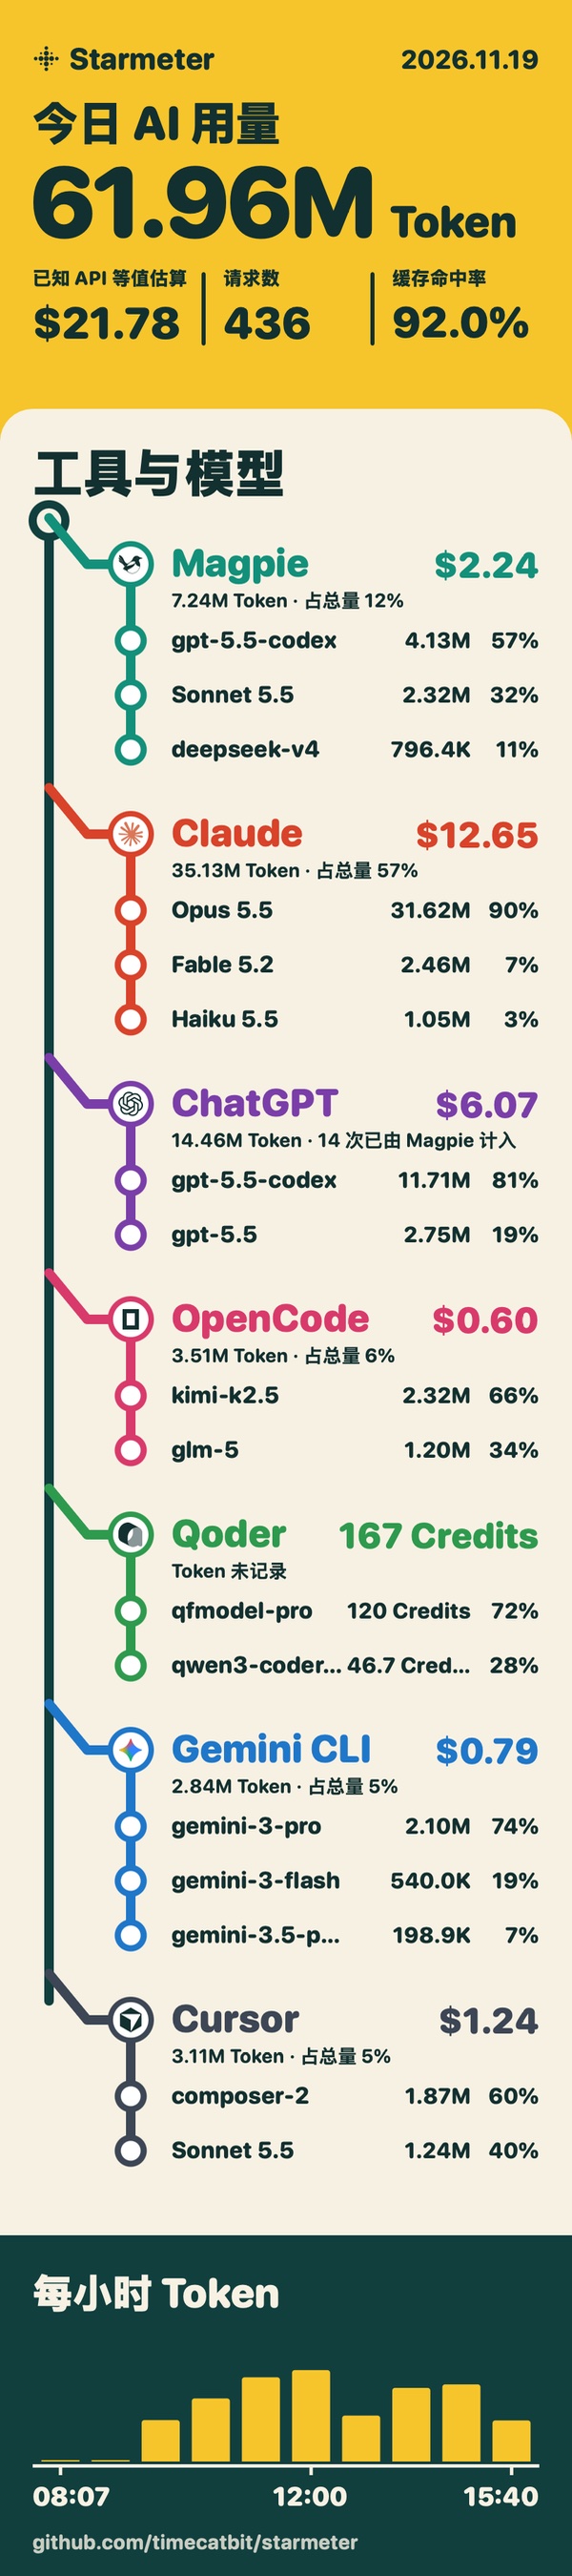 Starmeter 2026.11.19
今日 AI 用量
61.96M Token
已知 API 等值估算 请求数 缓存命中率
$21.78 436 92.0%
工具与模型
Magpie $2.24
7.24M Token · 占总量 12%
gpt-5.5-codex 4.13M 57%
Sonnet 5.5 2.32M 32%
deepseek-v4 796.4K 11%
Claude $12.65
35.13M Token · 占总量 57%
Opus 5.5 31.62M 90%
Fable 5.2 2.46M 7%
Haiku 5.5 1.05M 3%
ChatGPT $6.07
14.46M Token · 14 次已由 Magpie 计入
gpt-5.5-codex 11.71M 81%
gpt-5.5 2.75M 19%
OpenCode $0.60
3.51M Token · 占总量 6%
kimi-k2.5 2.32M 66%
glm-5 1.20M 34%
Qoder 167 Credits
Token 未记录
qfmodel-pro 120 Credits 72%
qwen3-coder... 46.7 Cred... 28%
Gemini CLI $0.79
2.84M Token · 占总量 5%
gemini-3-pro 2.10M 74%
gemini-3-flash 540.0K 19%
gemini-3.5-p... 198.9K 7%
Cursor $1.24
3.11M Token · 占总量 5%
composer-2 1.87M 60%
Sonnet 5.5 1.24M 40%
每小时 Token
08:07 12:00 15:40
github.com/timecatbit/starmeter